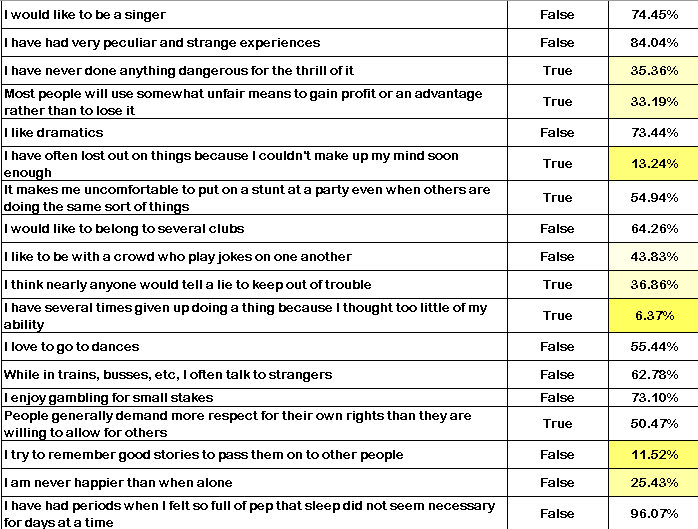 I would like to be a singer False 74.45%
I have had very peculiar and strange experiences False 84.04%
I have never done anything dangerous for the thrill of it True 35.36%
Most people will use somewhat unfair means to gain profit or an advantage
rather than to lose it True 33.19%
I like dramatics False 73.44%
I have often lost out on things because I couldn't make up my mind soon
enough True 13.24%
It makes me uncomfortable to put on a stunt at a party even when others are
doing the same sort of things True 54.94%
I would like to belong to several clubs False 64.26%
I like to be with a crowd who play jokes on one another False 43.83%
I think nearly anyone would tell a lie to keep out of trouble True 36.86%
I have several times given up doing a thing because I thought too little of my
ability True 6.37%
I love to go to dances False 55.44%
While in trains, busses, etc, I often talk to strangers False 62.78%
I enjoy gambling for small stakes False 73.10%
People generally demand more respect for their own rights than they are
willing to allow for others True 50.47%
I try to remember good stories to pass them on to other people False 11.52%
I am never happier than when alone False 25.43%
I have had periods when I felt so full of pep that sleep did not seem necessary
for days at a time False 96.07%